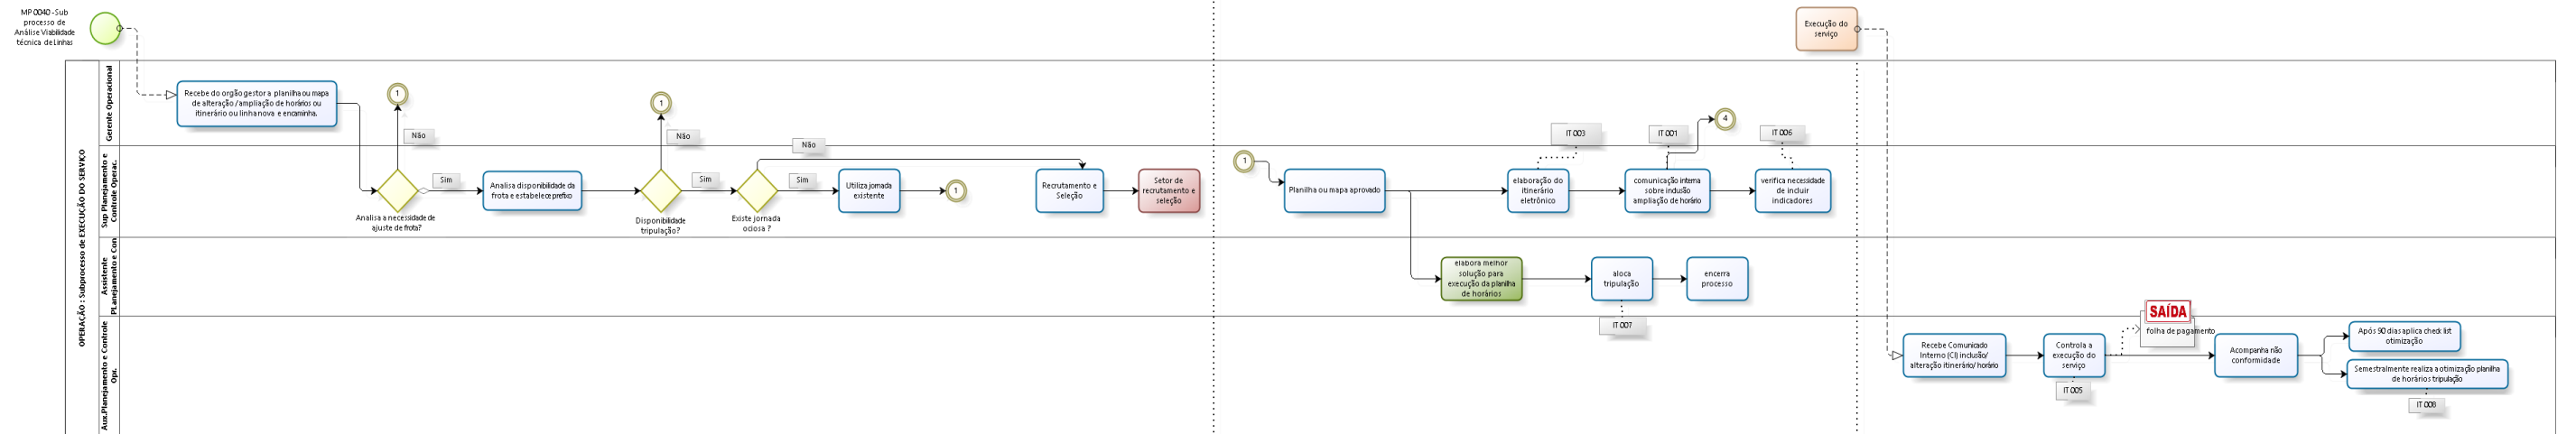 MP 0040 - Sub
processo de
Análise Viabilidade
técnica de Linhas
Execução do
serviço
OPERAÇÃO : Subprocesso de EXECUÇÃO DO SERVIÇO
Gerente Operacional
Recebe do orgão gestor a planilha ou mapa
de alteração /ampliação de horários ou
itinerário ou linha nova e encaminha.
1
Não
1
Não
Sup Planejamento e
Controle Operac.
Analisa a necessidade de
ajuste de frota?
Sim
Analisa disponibilidade da
frota e estabelece prefixo
Disponibilidade
tripulação?
Sim
Existe jornada
ociosa ?
Não
Sim
Utiliza jornada
existente
1
Recrutamento e
Seleção
Setor de
recrutamento e
seleção
1
Planilha ou mapa aprovado
IT 003
elaboração do
itinerário
eletrônico
IT 001
comunicação interna
sobre inclusão
ampliação de horário
4
IT 006
verifica necessidade
de incluir
indicadores
Assistente
PLanejamento e Con
elabora melhor
solução para
execução da planilha
de horários
aloca
tripulação
IT 007
encerra
processo
Aux.Planejamento e Controle
Opr.
Recebe Comunicado
Interno (CI) inclusão/
alteração itinerário/ horário
Controla a
execução do
serviço
IT 005
SAÍDA
folha de pagamento
Acompanha não
conformidade
Após 90 dias aplica check list
otimização
Semestralmente realiza a otimização planilha
de horários tripulação
IT 008